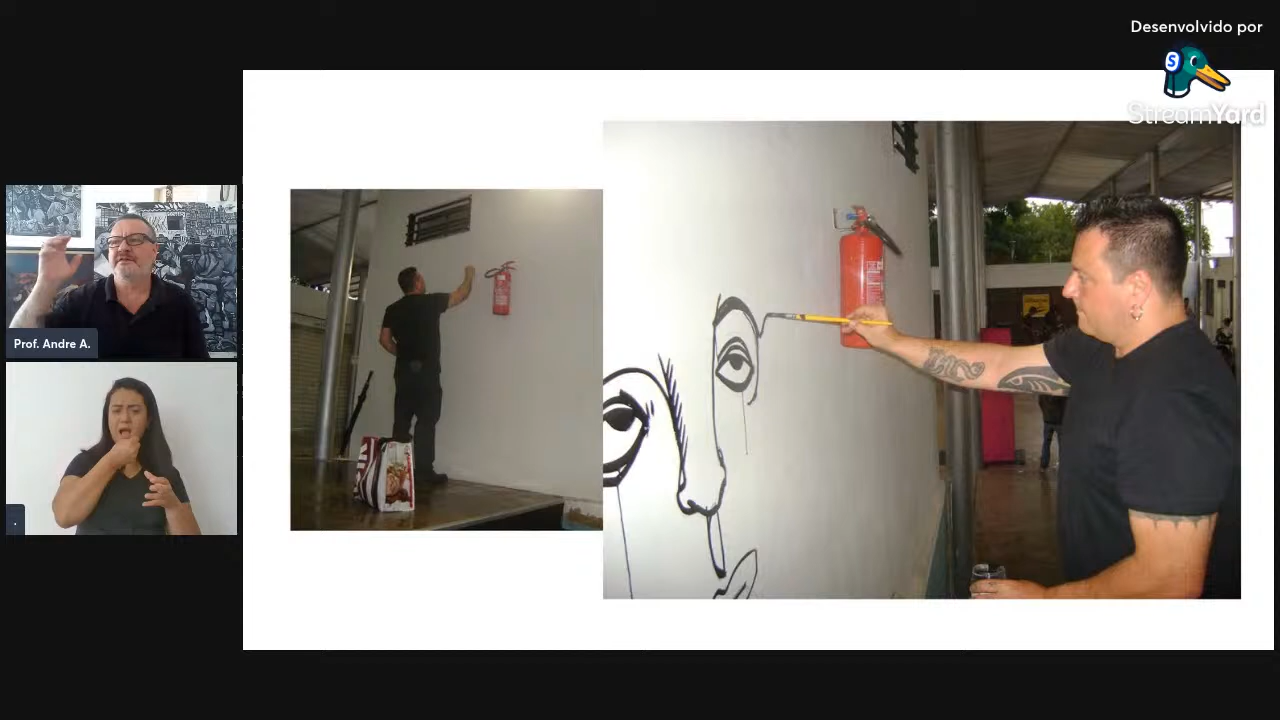 Desenvolvido por
S
StreamYard
Prof. Andre A.
.